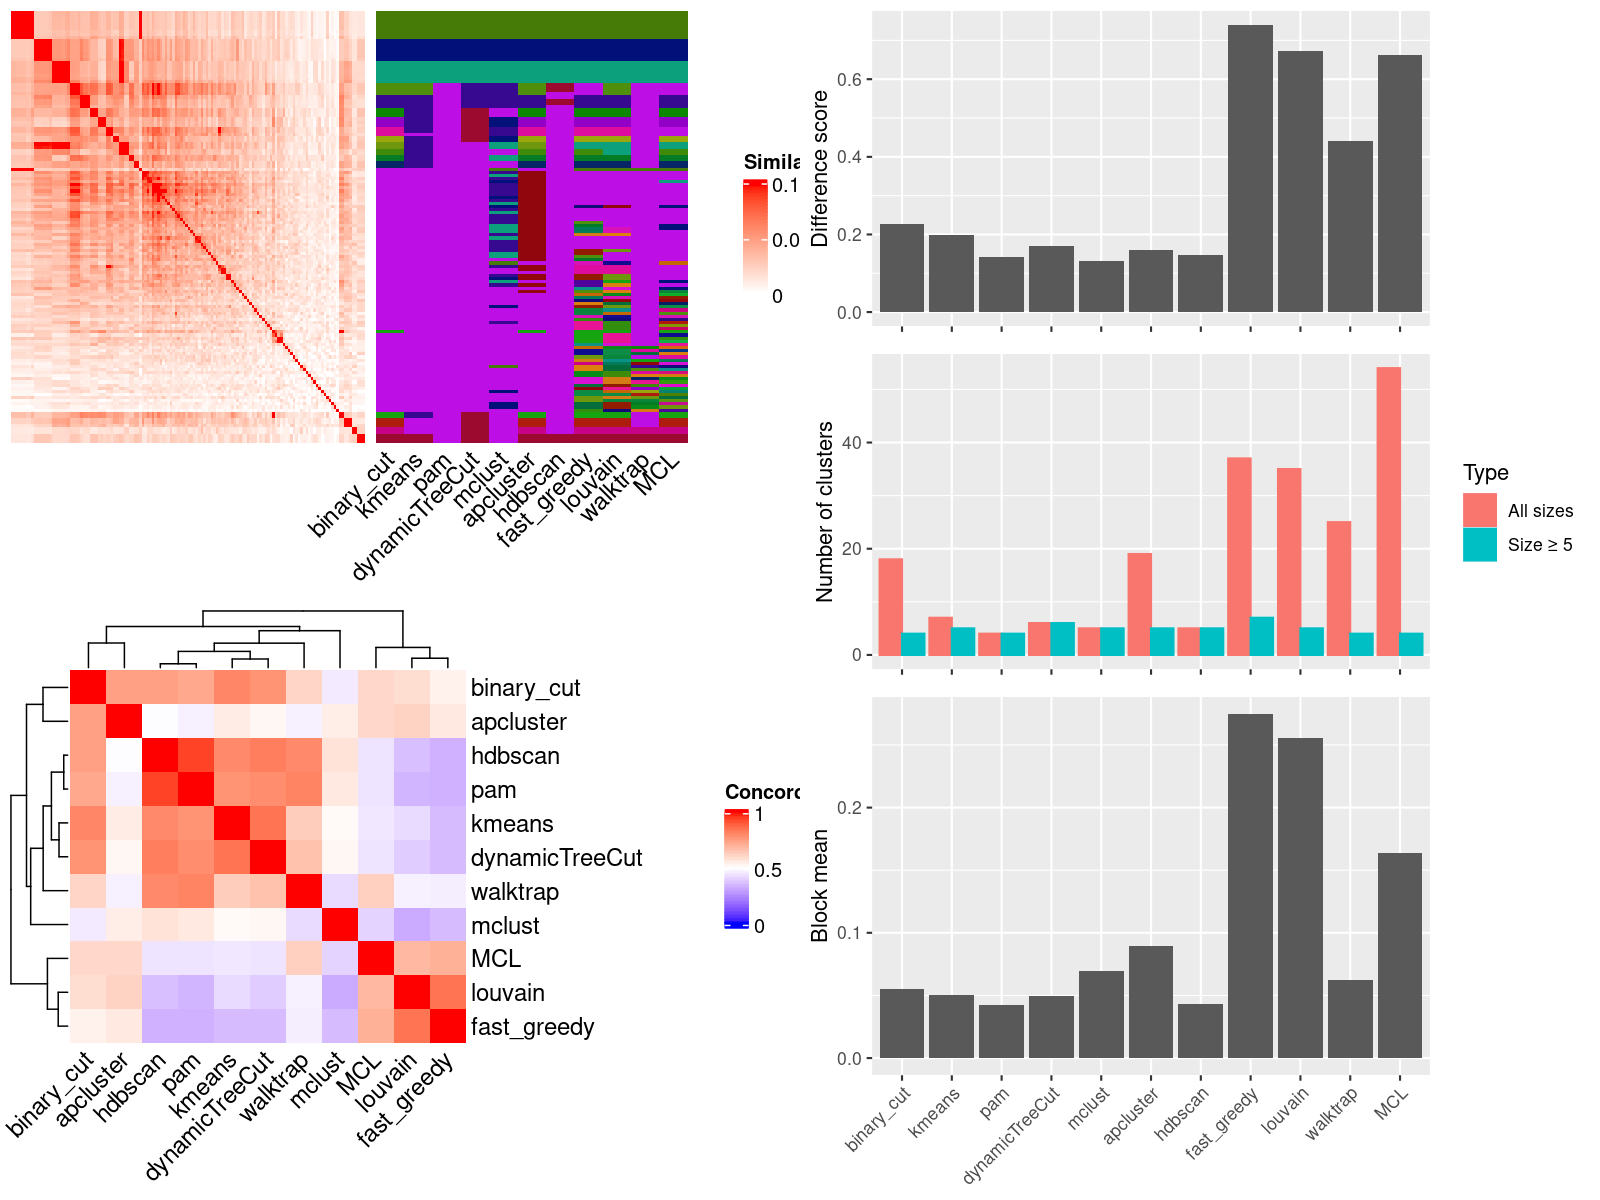 Simila
0.1
0.0
0
binary_cut
kmeans
pam
dynamicTreeCut
mclust
apcluster
hdbscan
fast_greedy
louvain
walktrap
MCL
binary_cut
apcluster
hdbscan
pam
kmeans
dynamicTreeCut
walktrap
mclust
MCL
louvain
fast_greedy
binary_cut
apcluster
hdbscan
pam
kmeans
dynamicTreeCut
walktrap
mclust
MCL
louvain
fast_greedy
Concord
1
0.5
0
Difference score
0.6
0.4
0.2
0.0
Number of clusters
40
20
0
Type
All sizes
Size ≥ 5
Block mean
0.2
0.1
0.0
binary_cut
kmeans
pam
dynamicTreeCut
mclust
apcluster
hdbscan
fast_greedy
louvain
walktrap
MCL